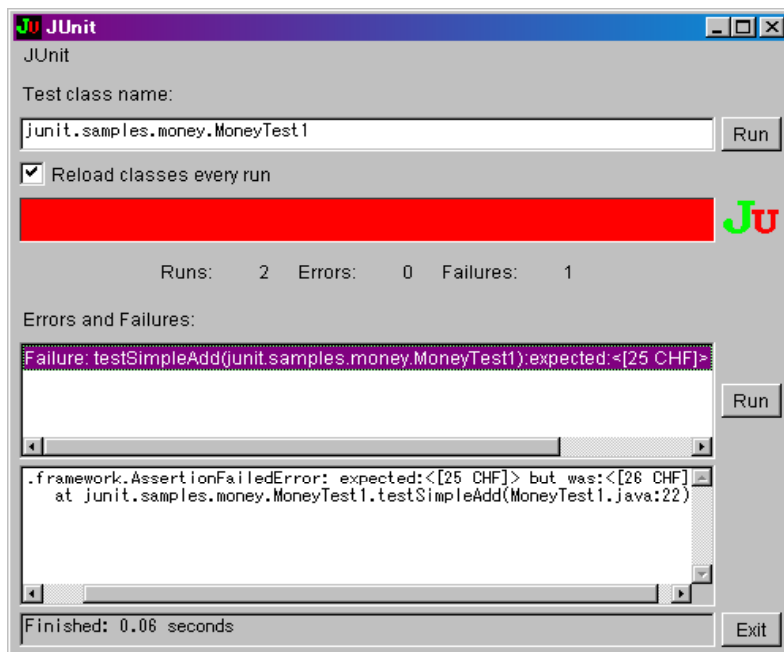 JU JUnit
JUnit
Test class name:
junit.samples.money.MoneyTest1
Run
Reload classes every run
JU
Runs: 2 Errors: 0 Failures: 1
Errors and Failures:
Failure: testSimpleAdd(junit.samples.money.MoneyTest1):expected:<[25 CHF]>
Run
.framework.AssertionFailedError: expected:<[25 CHF]> but was:<[26 CHF]
at junit.samples.money.MoneyTest1.testSimpleAdd(MoneyTest1.java:22)
Finished: 0.06 seconds
Exit